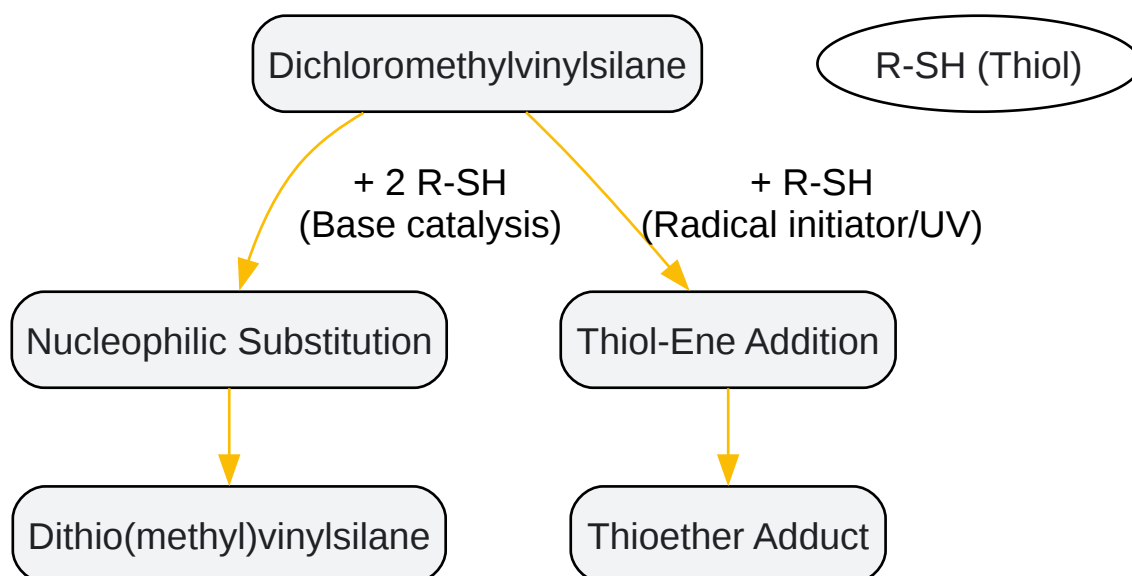 Dichloromethylvinylsilane
R-SH (Thiol)
+ 2 R-SH
(Base catalysis)
+ R-SH
(Radical initiator/UV)
Nucleophilic Substitution
Thiol-Ene Addition
Dithio(methyl)vinylsilane
Thioether Adduct